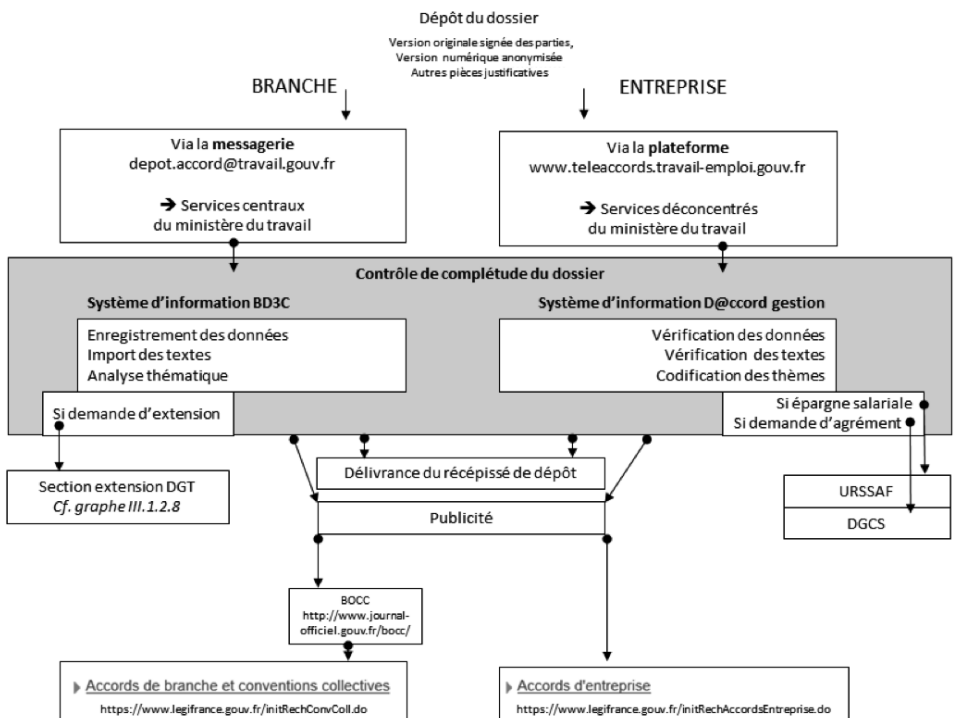 Dépôt du dossier
Version originale signée des parties,
Version numérique anonymisée
Autres pièces justificatives
BRANCHE
ENTREPRISE
Via la messagerie
depot.accord@travail.gouv.fr
➔ Services centraux
du ministère du travail
Via la plateforme
www.teleaccords.travail-emploi.gouv.fr
➔ Services déconcentrés
du ministère du travail
Contrôle de complétude du dossier
Système d'information BD3C
Enregistrement des données
Import des textes
Analyse thématique
Si demande d'extension
Système d'information D@ccord gestion
Vérification des données
Vérification des textes
Codification des thèmes
Si épargne salariale
Si demande d'agrément
Délivrance du récépissé de dépôt
Section extension DGT
Cf. graphe III.1.2.8
Publicité
URSSAF
DGCS
BOCC
http://www.journal-
officiel.gouv.fr/bocc/
Accords de branche et conventions collectives
https://www.legifrance.gouv.fr/initRechConvColl.do
Accords d'entreprise
https://www.legifrance.gouv.fr/initRechAccordsEntreprise.do